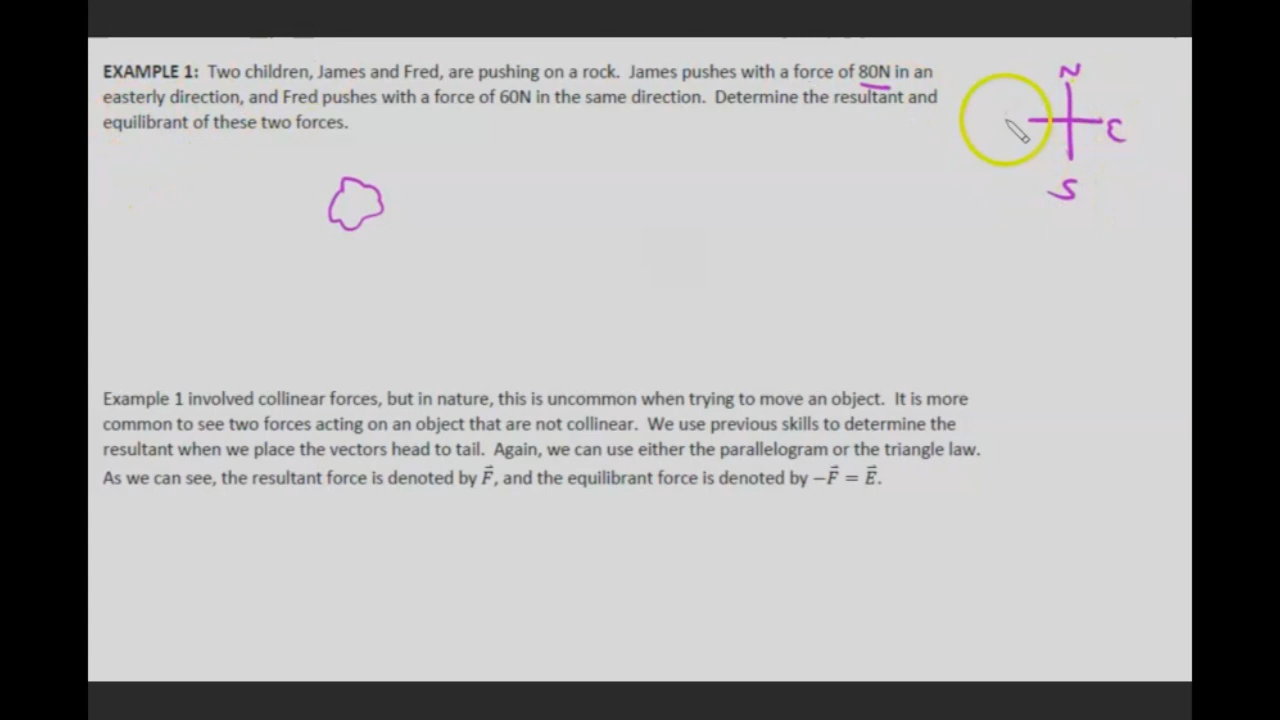 EXAMPLE 1: Two children, James and Fred, are pushing on a rock. James pushes with a force of 80N in an
easterly direction, and Fred pushes with a force of 60N in the same direction. Determine the resultant and
equilibrant of these two forces.
N
E
S
Example 1 involved collinear forces, but in nature, this is uncommon when trying to move an object. It is more
common to see two forces acting on an object that are not collinear. We use previous skills to determine the
resultant when we place the vectors head to tail. Again, we can use either the parallelogram or the triangle law.
As we can see, the resultant force is denoted by F⃗, and the equilibrant force is denoted by −F⃗ = E⃗.